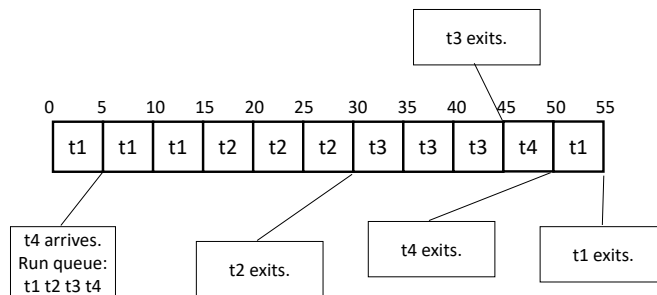 t3 exits.
0 5 10 15 20 25 30 35 40 45 50 55
t1 t1 t1 t2 t2 t2 t3 t3 t3 t4 t1
t4 arrives.
Run queue:
t1 t2 t3 t4
t2 exits.
t4 exits.
t1 exits.